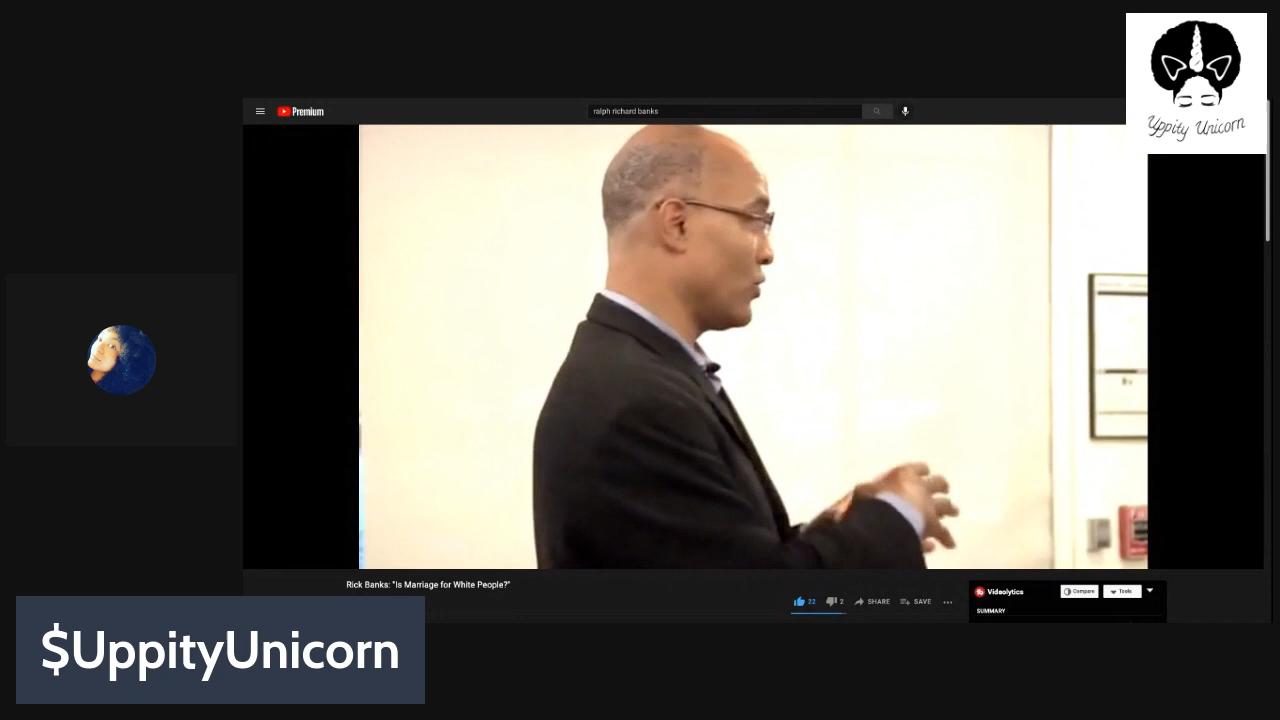 Premium
ralph richard banks
Uppity Unicorn
Rick Banks: "Is Marriage for White People?"
22
2
SHARE
SAVE
Videolytics
Compare
Tools
SUMMARY
$UppityUnicorn